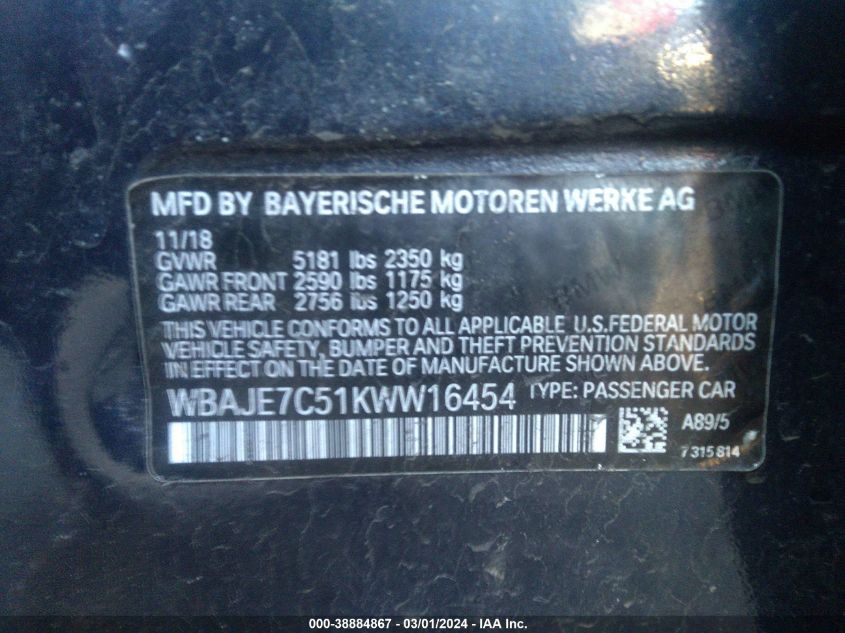 MFD BY BAYERISCHE MOTOREN WERKE AG
11/18
GVWR 5181 lbs 2350 kg
GAWR FRONT 2590 lbs 1175 kg
GAWR REAR 2756 lbs 1250 kg
THIS VEHICLE CONFORMS TO ALL APPLICABLE U.S.FEDERAL MOTOR
VEHICLE SAFETY, BUMPER AND THEFT PREVENTION STANDARDS
IN EFFECT ON THE DATE OF MANUFACTURE SHOWN ABOVE.
WBAJE7C51KWW16454 TYPE: PASSENGER CAR
A89/5
7315814
000-38884867 - 03/01/2024 - IAA Inc.